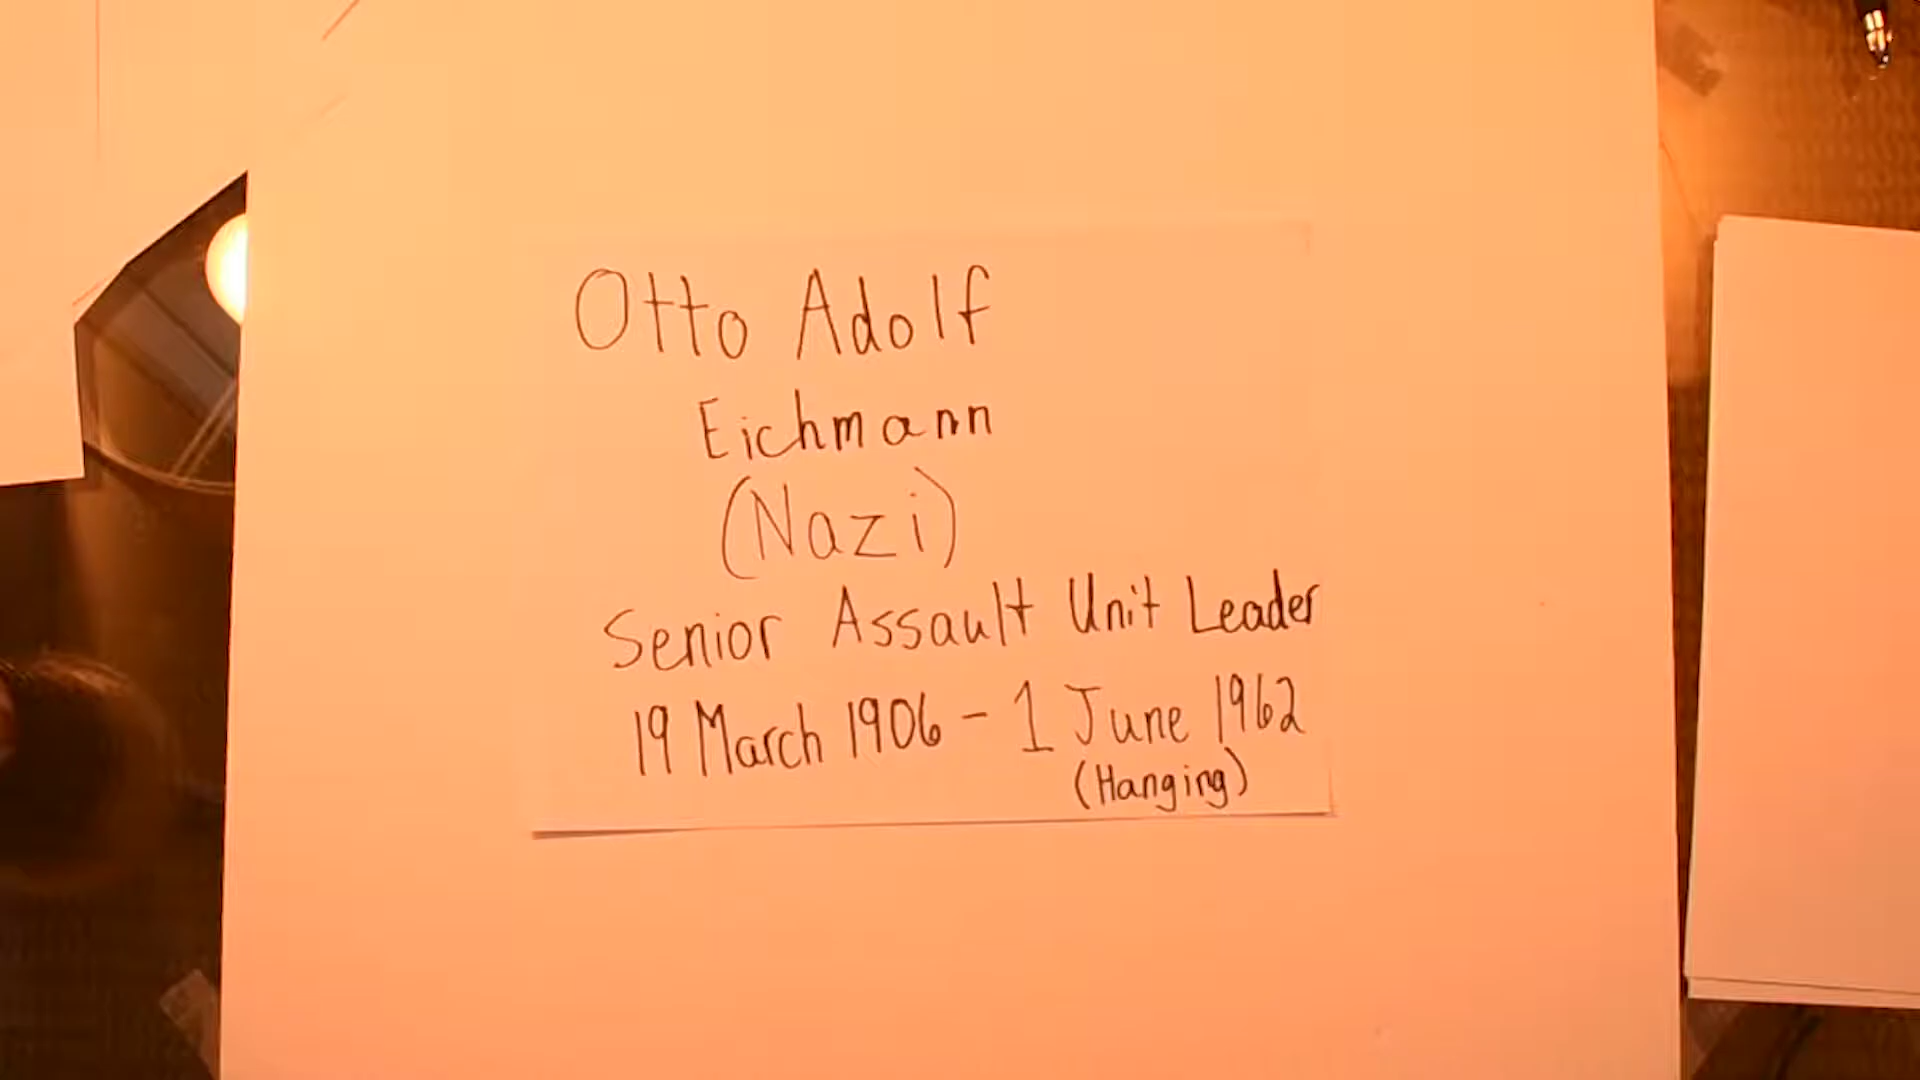 Otto Adolf
Eichmann
(Nazi)
Senior Assault Unit Leader
19 March 1906 - 1 June 1962
(Hanging)